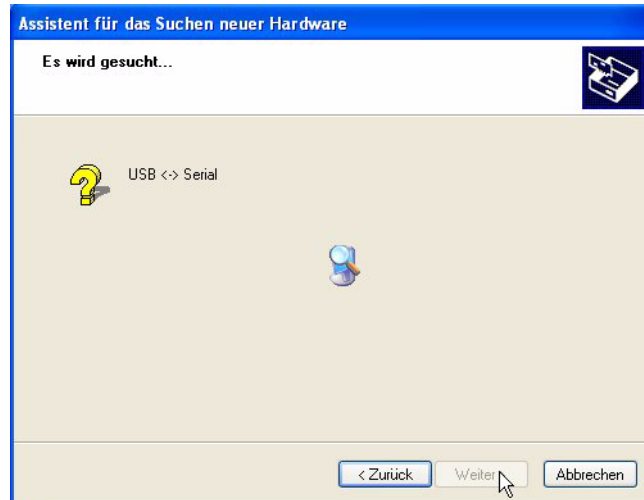 Assistent für das Suchen neuer Hardware
Es wird gesucht...
USB <-> Serial
< Zurück
Weiter
Abbrechen